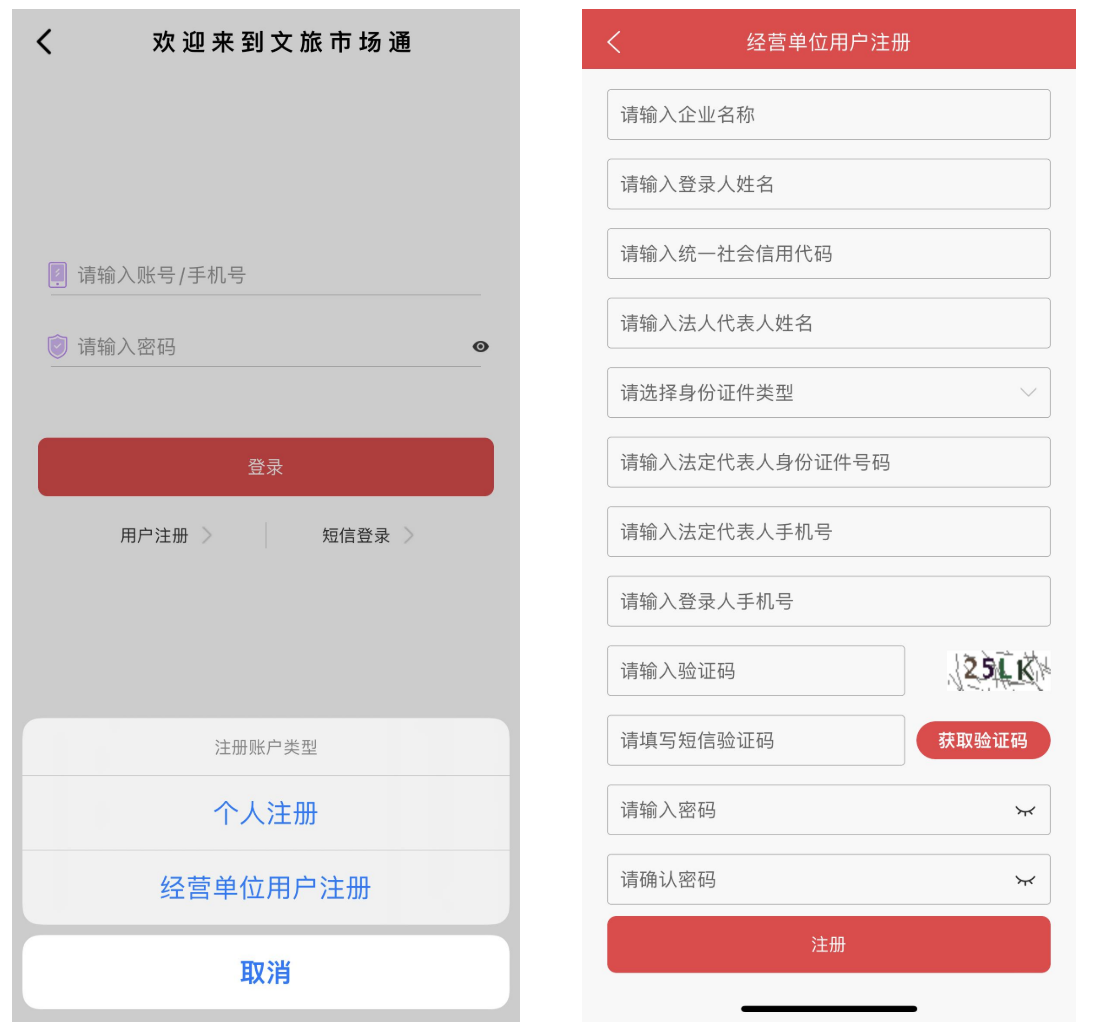 欢迎来到文旅市场通
请输入账号/手机号
请输入密码
登录
用户注册
短信登录
注册账户类型
个人注册
经营单位用户注册
取消
经营单位用户注册
请输入企业名称
请输入登录人姓名
请输入统一社会信用代码
请输入法人代表人姓名
请选择身份证件类型
请输入法定代表人身份证件号码
请输入法定代表人手机号
请输入登录人手机号
请输入验证码
25LK
请填写短信验证码
获取验证码
请输入密码
请确认密码
注册